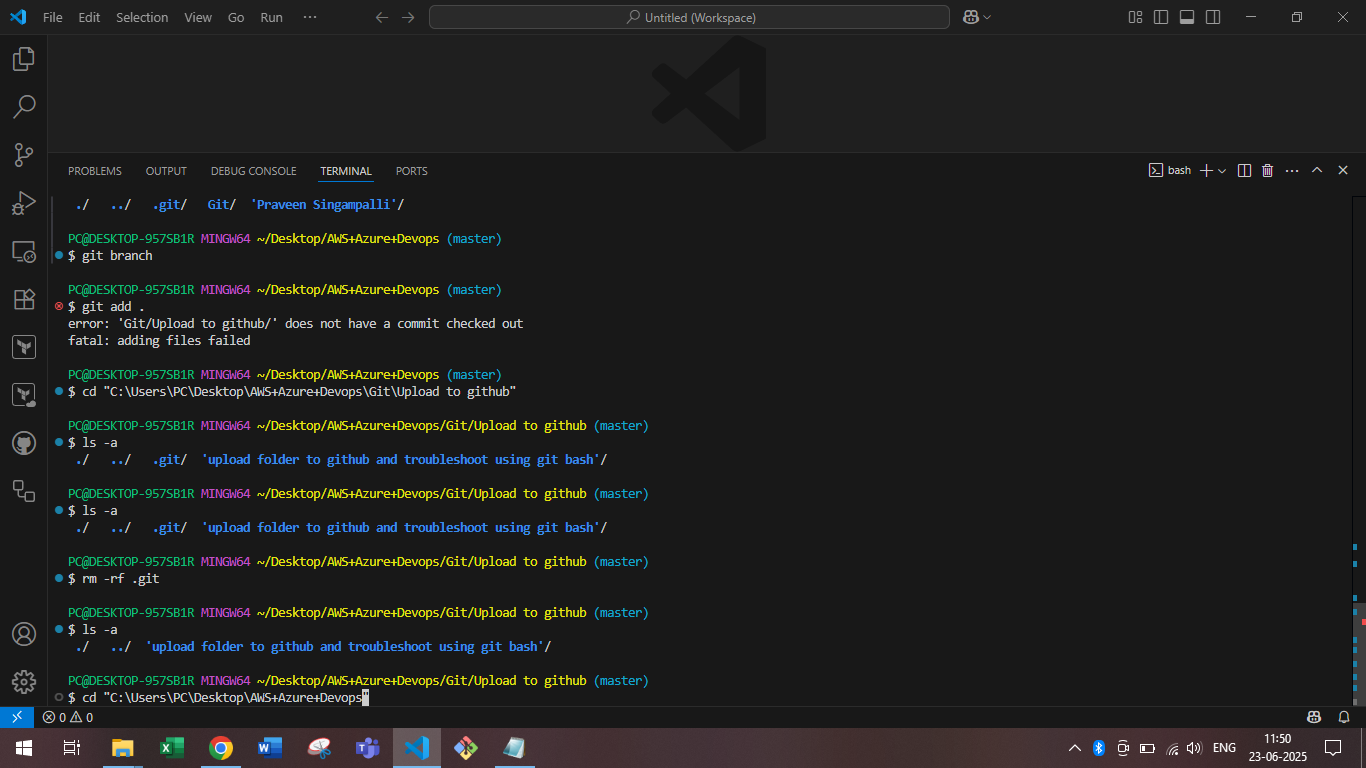 File Edit Selection View Go Run ··· Untitled (Workspace)
PROBLEMS OUTPUT DEBUG CONSOLE TERMINAL PORTS bash
./ ../ .git/ Git/ 'Praveen Singampalli'/
PC@DESKTOP-957SB1R MINGW64 ~/Desktop/AWS+Azure+Devops (master)
$ git branch
PC@DESKTOP-957SB1R MINGW64 ~/Desktop/AWS+Azure+Devops (master)
$ git add .
error: 'Git/Upload to github/' does not have a commit checked out
fatal: adding files failed
PC@DESKTOP-957SB1R MINGW64 ~/Desktop/AWS+Azure+Devops (master)
$ cd "C:\Users\PC\Desktop\AWS+Azure+Devops\Git\Upload to github"
PC@DESKTOP-957SB1R MINGW64 ~/Desktop/AWS+Azure+Devops/Git/Upload to github (master)
$ ls -a
./ ../ .git/ 'upload folder to github and troubleshoot using git bash'/
PC@DESKTOP-957SB1R MINGW64 ~/Desktop/AWS+Azure+Devops/Git/Upload to github (master)
$ ls -a
./ ../ .git/ 'upload folder to github and troubleshoot using git bash'/
PC@DESKTOP-957SB1R MINGW64 ~/Desktop/AWS+Azure+Devops/Git/Upload to github (master)
$ rm -rf .git
PC@DESKTOP-957SB1R MINGW64 ~/Desktop/AWS+Azure+Devops/Git/Upload to github (master)
$ ls -a
./ ../ 'upload folder to github and troubleshoot using git bash'/
PC@DESKTOP-957SB1R MINGW64 ~/Desktop/AWS+Azure+Devops/Git/Upload to github (master)
$ cd "C:\Users\PC\Desktop\AWS+Azure+Devops"
0 0
ENG 11:50
23-06-2025